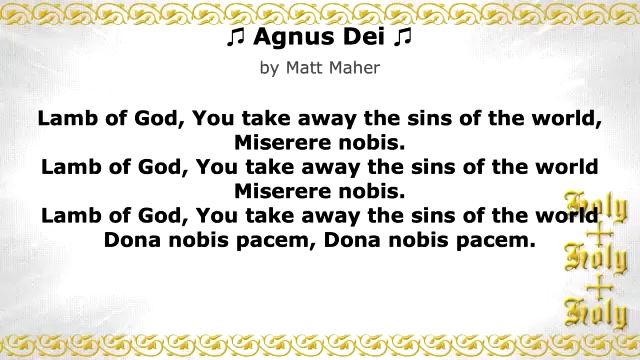 ♫ Agnus Dei ♫
by Matt Maher
Lamb of God, You take away the sins of the world,
Miserere nobis.
Lamb of God, You take away the sins of the world
Miserere nobis.
Lamb of God, You take away the sins of the world
Dona nobis pacem, Dona nobis pacem.
Holy
Holy
Holy